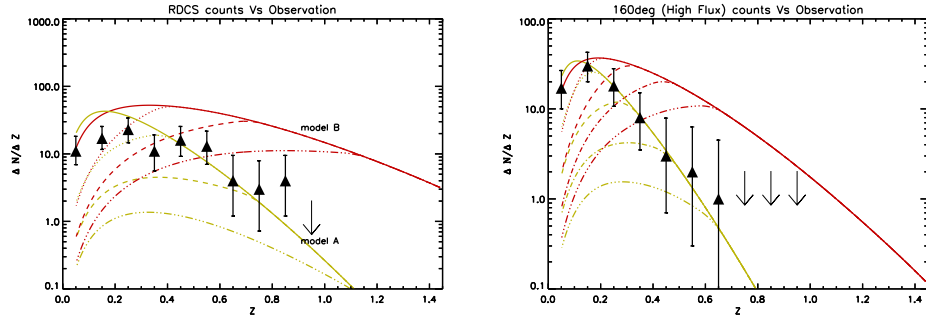 RDCS counts Vs Observation
1000.0
100.0
10.0
1.0
0.1
Δ N/Δ Z
model B
model A
0.0 0.2 0.4 0.6 0.8 1.0 1.2 1.4
Z
160deg (High Flux) counts Vs Observation
100.0
10.0
1.0
0.1
Δ N/Δ Z
0.0 0.2 0.4 0.6 0.8 1.0 1.2 1.4
Z